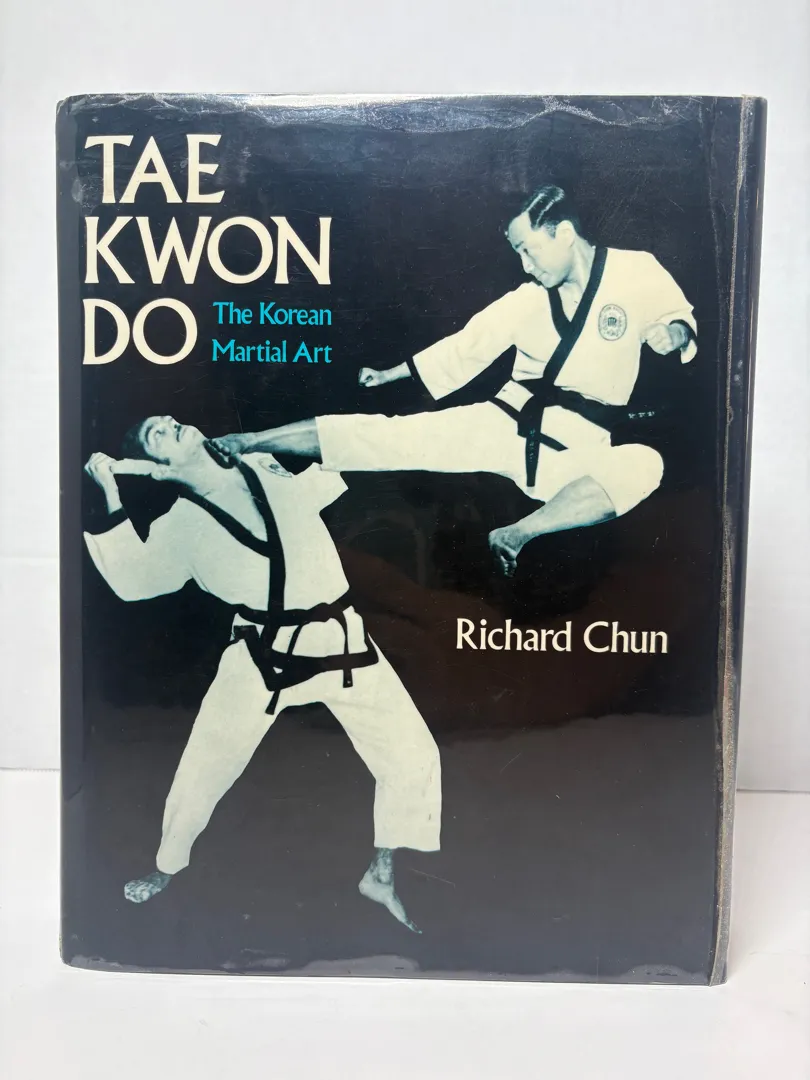 TAE
KWON
DO
The Korean
Martial Art
Richard Chun